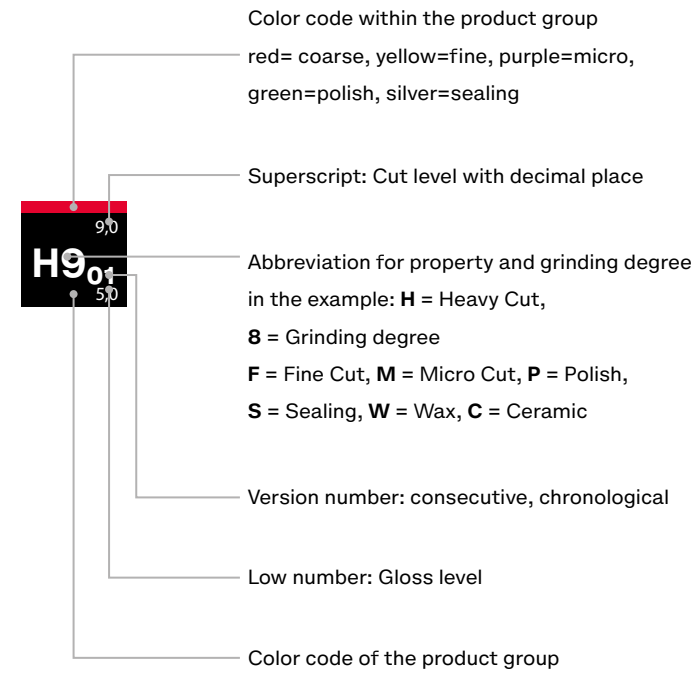 Color code within the product group
red= coarse, yellow=fine, purple=micro,
green=polish, silver=sealing
Superscript: Cut level with decimal place
9,0
H901
5,0
Abbreviation for property and grinding degree
in the example: H = Heavy Cut,
8 = Grinding degree
F = Fine Cut, M = Micro Cut, P = Polish,
S = Sealing, W = Wax, C = Ceramic
Version number: consecutive, chronological
Low number: Gloss level
Color code of the product group